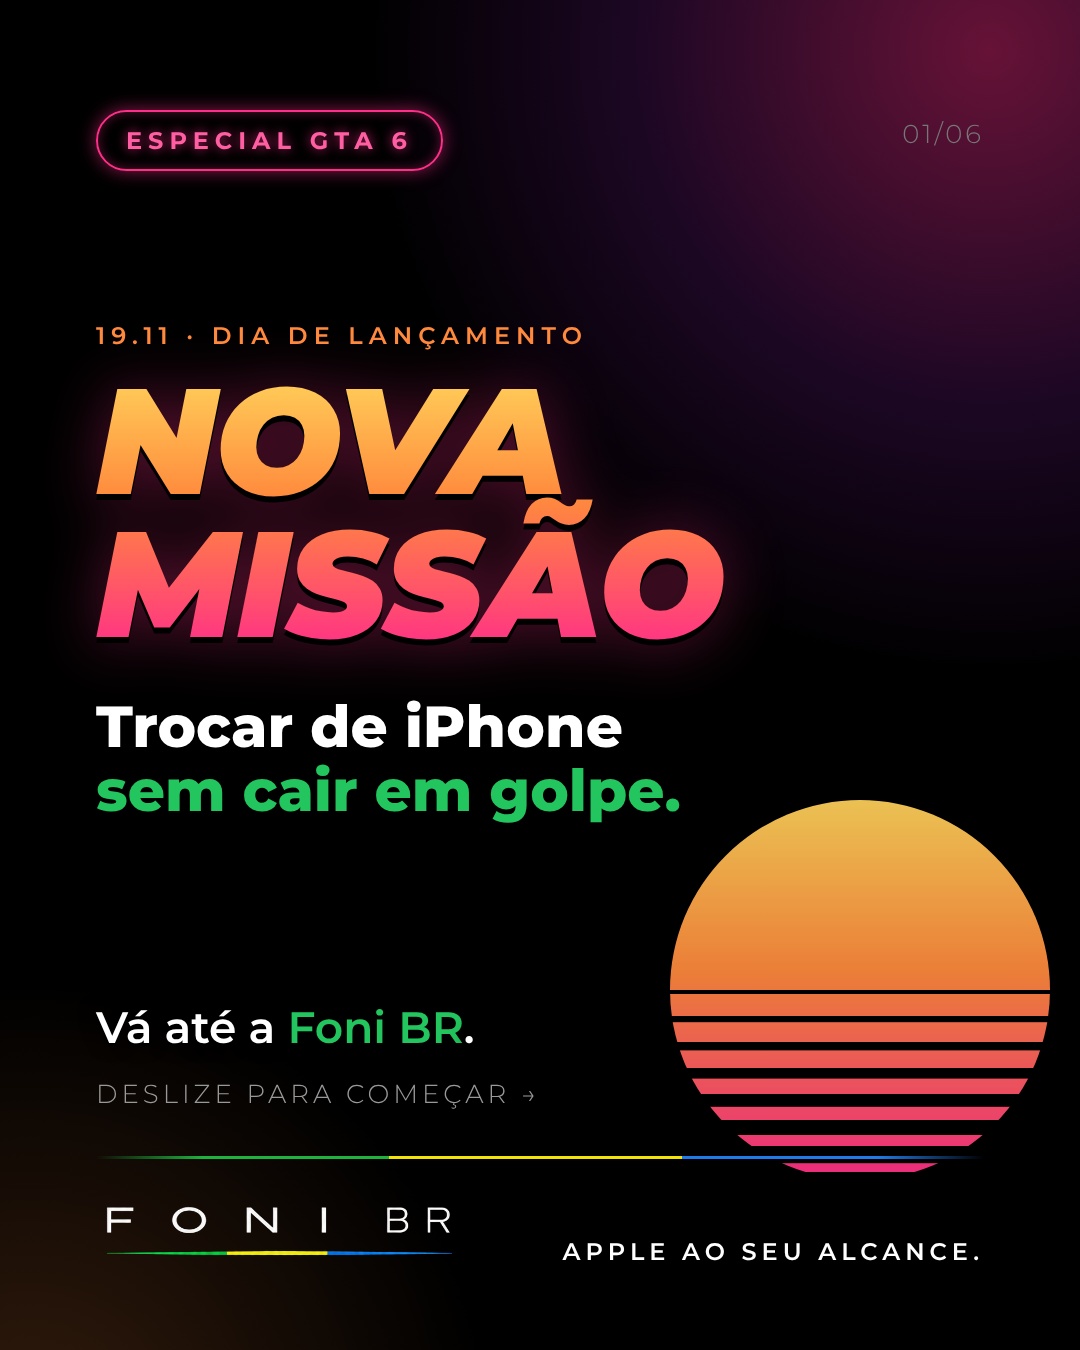 ESPECIAL GTA 6
01/06
19.11 · DIA DE LANÇAMENTO
NOVA
MISSÃO
Trocar de iPhone
sem cair em golpe.
Vá até a Foni BR.
DESLIZE PARA COMEÇAR →
FONI BR
APPLE AO SEU ALCANCE.